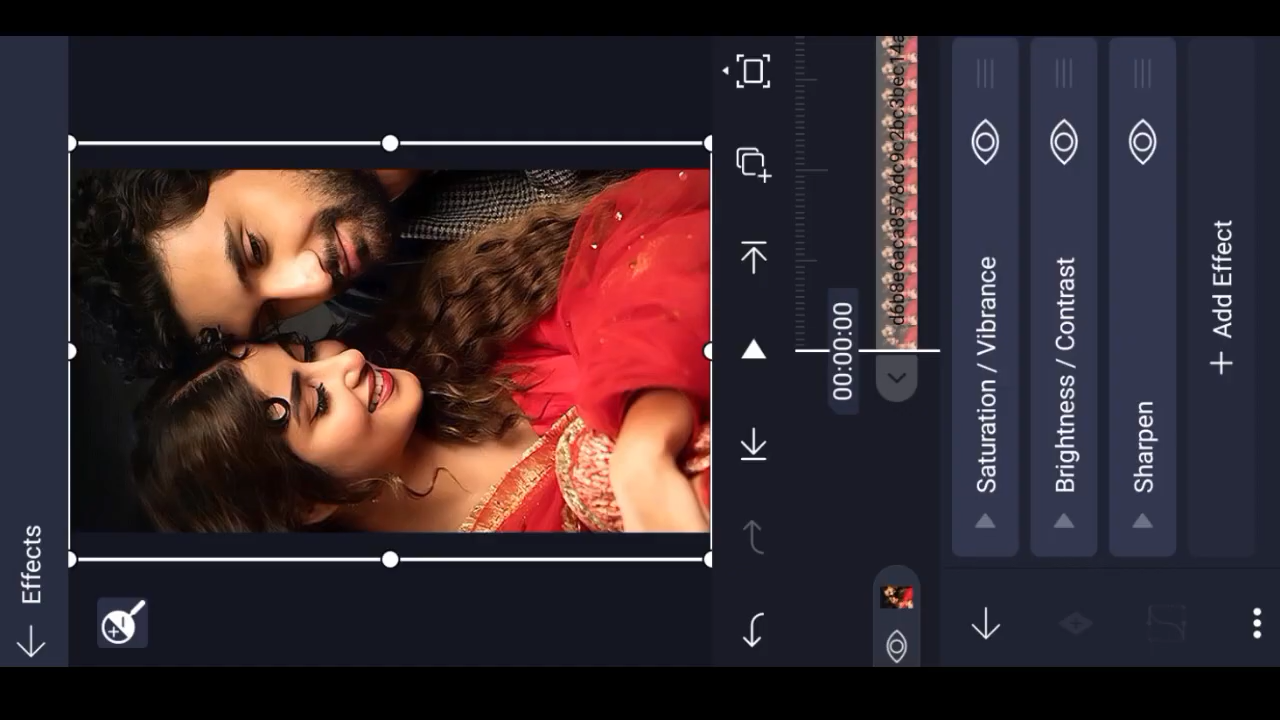 Effects
00:00:00
Saturation / Vibrance
Brightness / Contrast
Sharpen
+ Add Effect